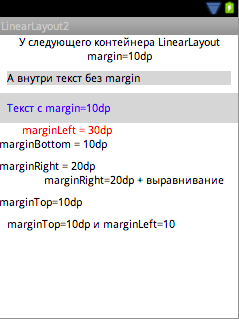 LinearLayout2
У следующего контейнера LinearLayout
margin=10dp
А внутри текст без margin
Текст с margin=10dp
marginLeft = 30dp
marginBottom = 10dp
marginRight = 20dp
marginRight=20dp + выравнивание
marginTop=10dp
marginTop=10dp и marginLeft=10